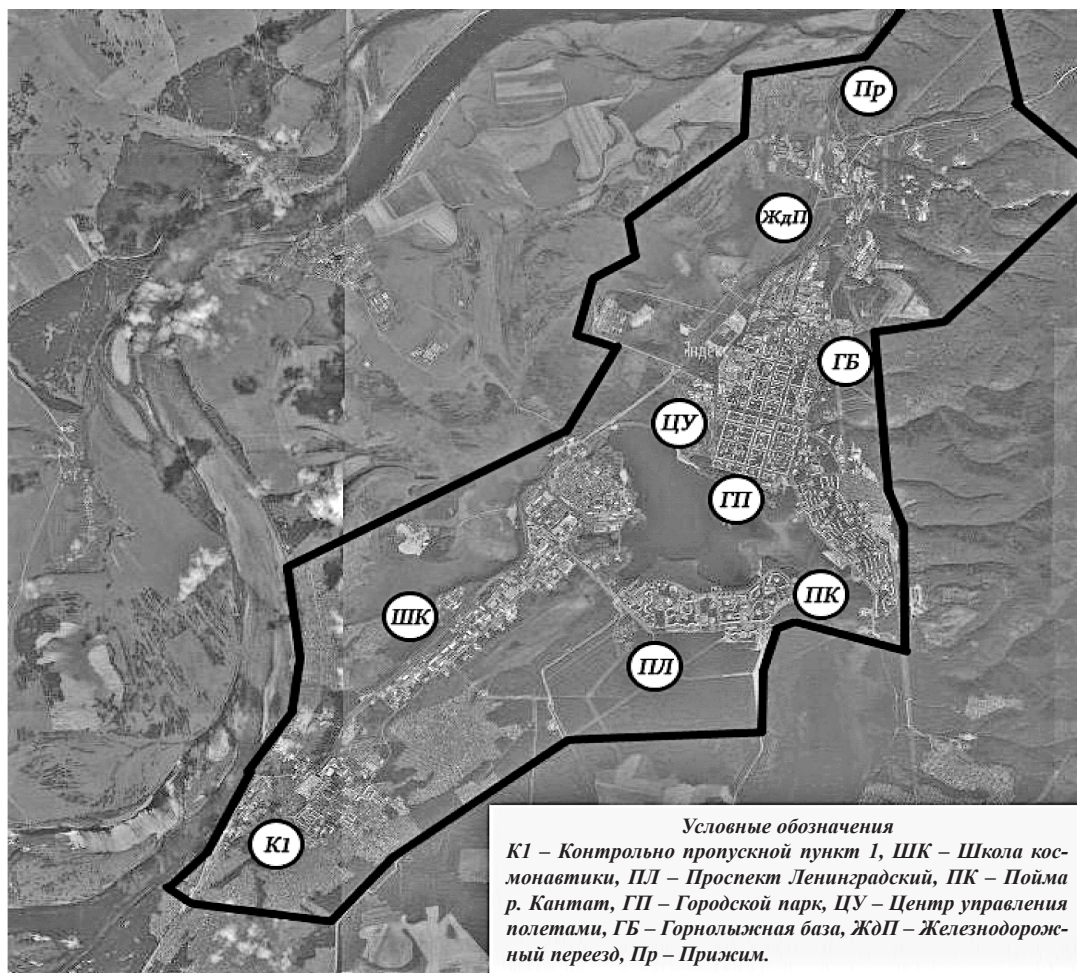 Пр
ЖдП
ГБ
ЦУ
ГП
ПК
ШК
ПЛ
К1
Условные обозначения
К1 – Контрольно пропускной пункт 1, ШК – Школа кос-
монавтики, ПЛ – Проспект Ленинградский, ПК – Пойма
р. Кантат, ГП – Городской парк, ЦУ – Центр управления
полетами, ГБ – Горнолыжная база, ЖдП – Железнодорож-
ный переезд, Пр – Прижим.